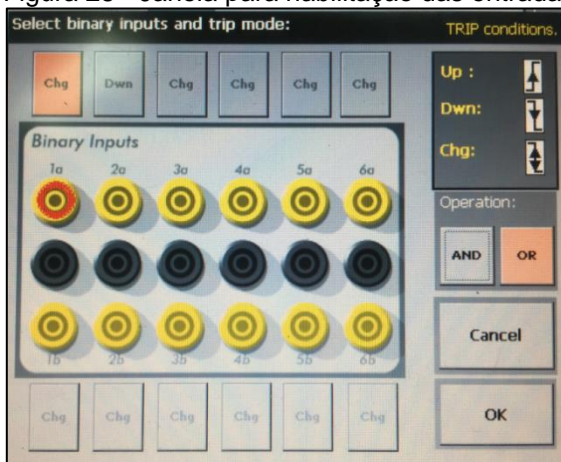 Select binary inputs and trip mode:
TRIP conditions.
Chg Dwn Chg Chg Chg Chg
Up :
Dwn:
Chg:
Binary Inputs
1a 2a 3a 4a 5a 6a
Operation:
AND OR
1b 2b 3b 4b 5b 6b
Cancel
Chg Chg Chg Chg Chg Chg
OK